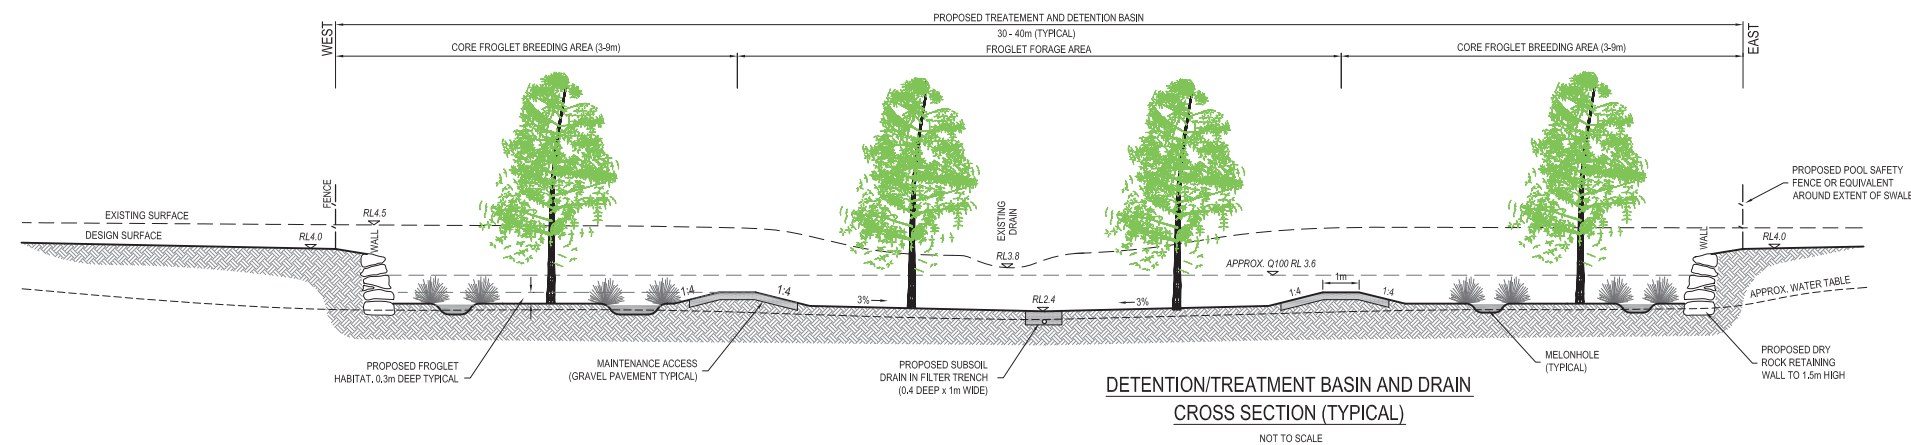 PROPOSED TREATEMENT AND DETENTION BASIN
30 - 40m (TYPICAL)
WEST
EAST
CORE FROGLET BREEDING AREA (3-9m)
FROGLET FORAGE AREA
CORE FROGLET BREEDING AREA (3-9m)
FENCE
PROPOSED POOL SAFETY
FENCE OR EQUIVALENT
AROUND EXTENT OF SWALE
EXISTING SURFACE
DESIGN SURFACE
RL4.5
RL4.0
WALL
EXISTING
DRAIN
RL3.8
APPROX. Q100 RL 3.6
WALL
RL4.0
1m
1:4
1:4
3%
RL2.4
3%
1:4
1:4
APPROX. WATER TABLE
PROPOSED FROGLET
HABITAT, 0.3m DEEP TYPICAL
MAINTENANCE ACCESS
(GRAVEL PAVEMENT TYPICAL)
PROPOSED SUBSOIL
DRAIN IN FILTER TRENCH
(0.4 DEEP x 1m WIDE)
MELONHOLE
(TYPICAL)
PROPOSED DRY
ROCK RETAINING
WALL TO 1.5m HIGH
DETENTION/TREATMENT BASIN AND DRAIN
CROSS SECTION (TYPICAL)
NOT TO SCALE